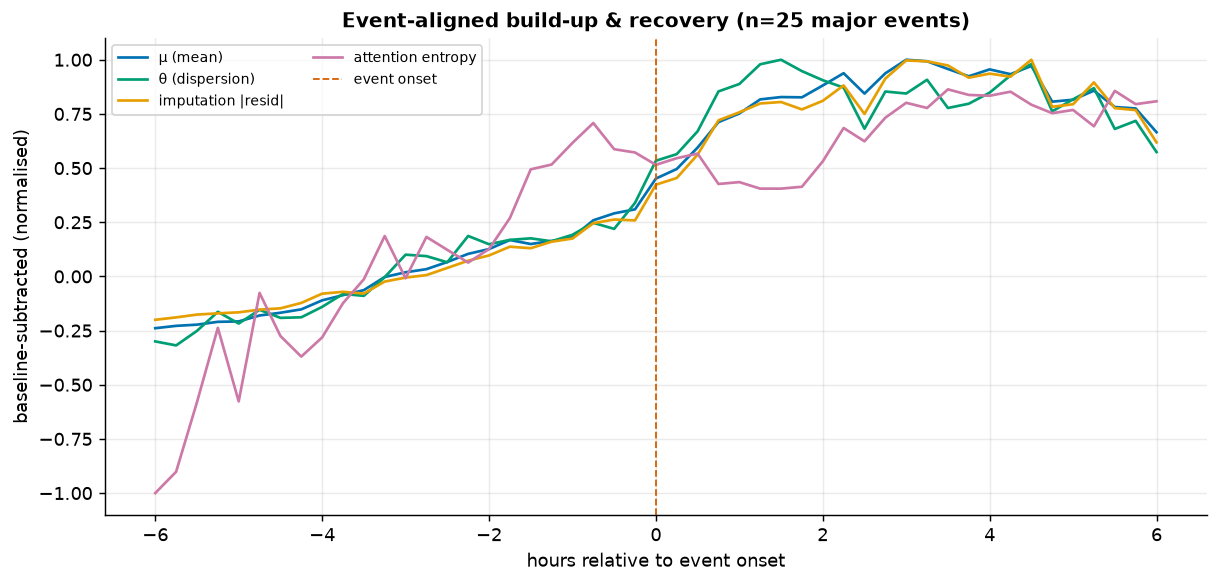 Event-aligned build-up & recovery (n=25 major events)
μ (mean)
θ (dispersion)
imputation |resid|
attention entropy
event onset
baseline-subtracted (normalised)
1.00
0.75
0.50
0.25
0.00
−0.25
−0.50
−0.75
−1.00
−6
−4
−2
0
2
4
6
hours relative to event onset